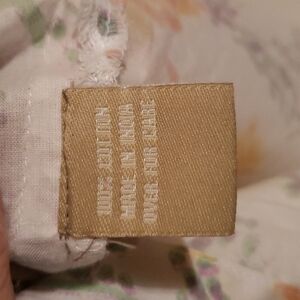 100% COTTON
MADE IN INDIA
OVER FOR CARE